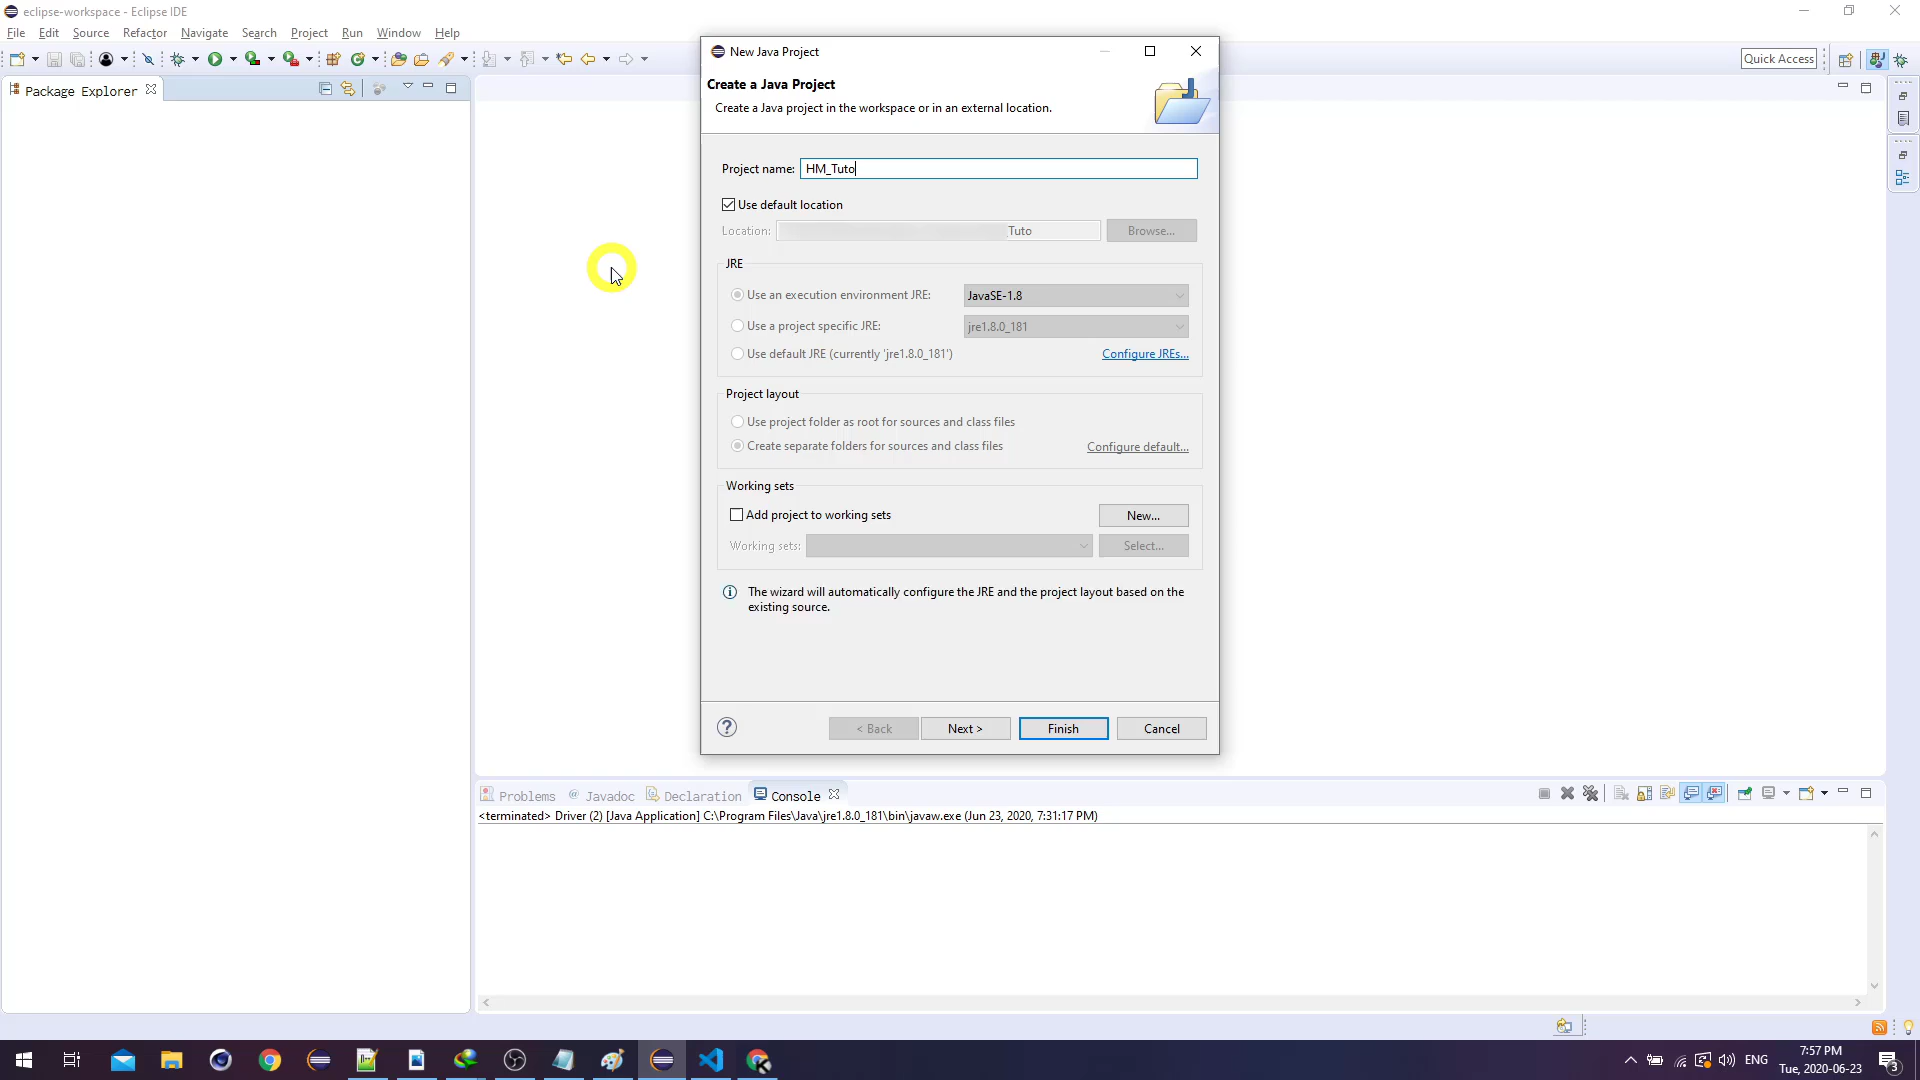 eclipse-workspace - Eclipse IDE
File Edit Source Refactor Navigate Search Project Run Window Help
Quick Access
Package Explorer
New Java Project
Create a Java Project
Create a Java project in the workspace or in an external location.
Project name: HM_Tuto
Use default location
Location: _Tuto Browse...
JRE
Use an execution environment JRE: JavaSE-1.8
Use a project specific JRE: jre1.8.0_181
Use default JRE (currently 'jre1.8.0_181') Configure JREs...
Project layout
Use project folder as root for sources and class files
Create separate folders for sources and class files Configure default...
Working sets
Add project to working sets New...
Working sets: Select...
The wizard will automatically configure the JRE and the project layout based on the
existing source.
< Back Next > Finish Cancel
Problems @ Javadoc Declaration Console
<terminated> Driver (2) [Java Application] C:\Program Files\Java\jre1.8.0_181\bin\javaw.exe (Jun 23, 2020, 7:31:17 PM)
ENG
7:57 PM
Tue, 2020-06-23
3